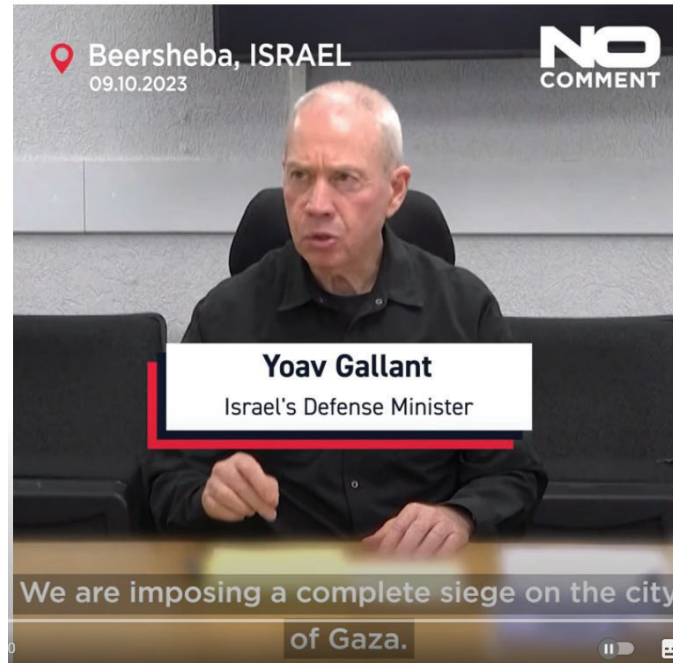 Beersheba, ISRAEL
09.10.2023
NO
COMMENT
Yoav Gallant
Israel's Defense Minister
We are imposing a complete siege on the city
of Gaza.